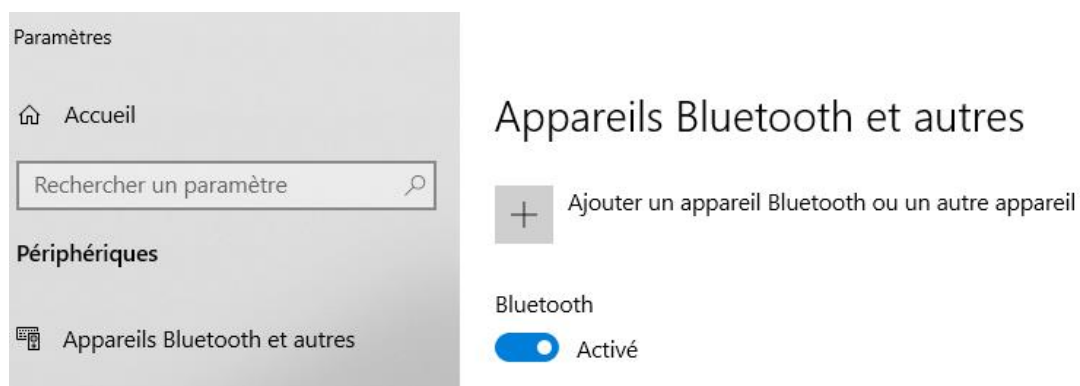 Paramètres
Accueil
Rechercher un paramètre
Périphériques
Appareils Bluetooth et autres
Appareils Bluetooth et autres
Ajouter un appareil Bluetooth ou un autre appareil
Bluetooth
Activé